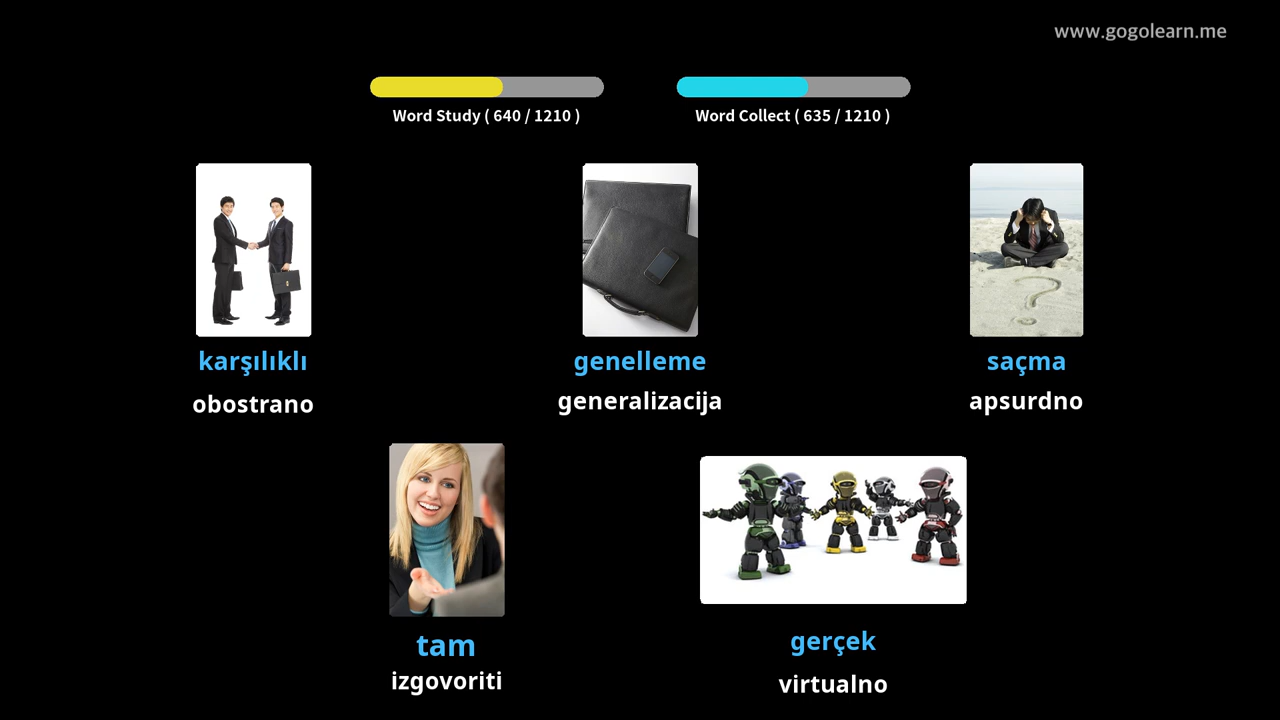 www.gogolearn.me
Word Study ( 640 / 1210 )
Word Collect ( 635 / 1210 )
karşılıklı
obostrano
genelleme
generalizacija
saçma
apsurdno
tam
izgovoriti
gerçek
virtualno